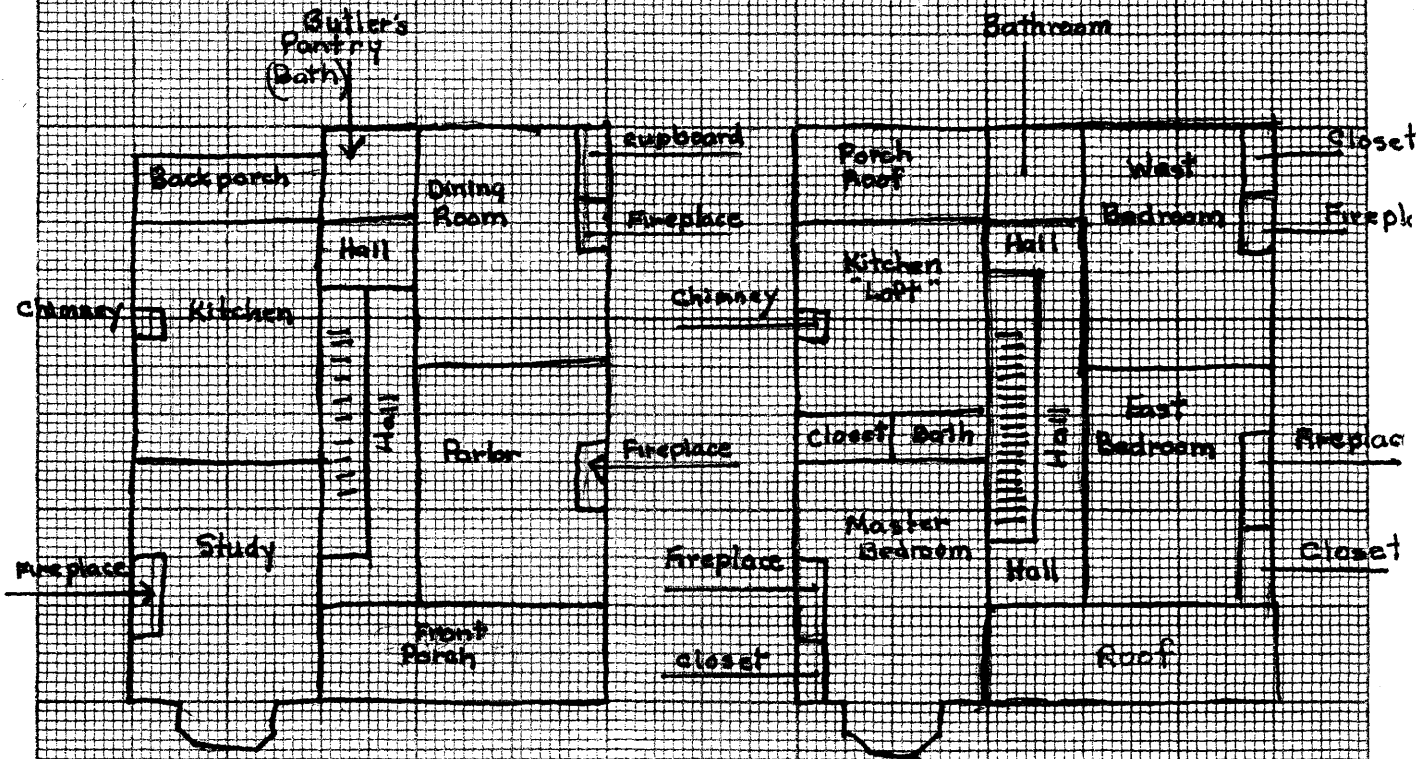 Butler's
Pantry
(Bath)
cupboard
Back porch
Dining
Room
Fireplace
Hall
Chimney
Kitchen
Hall
Parlor
Fireplace
Study
Fireplace
Front
Porch
Bathroom
Closet
Porch
Roof
West
Bedroom
Firepl
Hall
Kitchen
"Loft"
Chimney
East
Bedroom
Closet
Bath
Hall
Fireplac
Master
Bedroom
Fireplace
Hall
Closet
closet
Roof